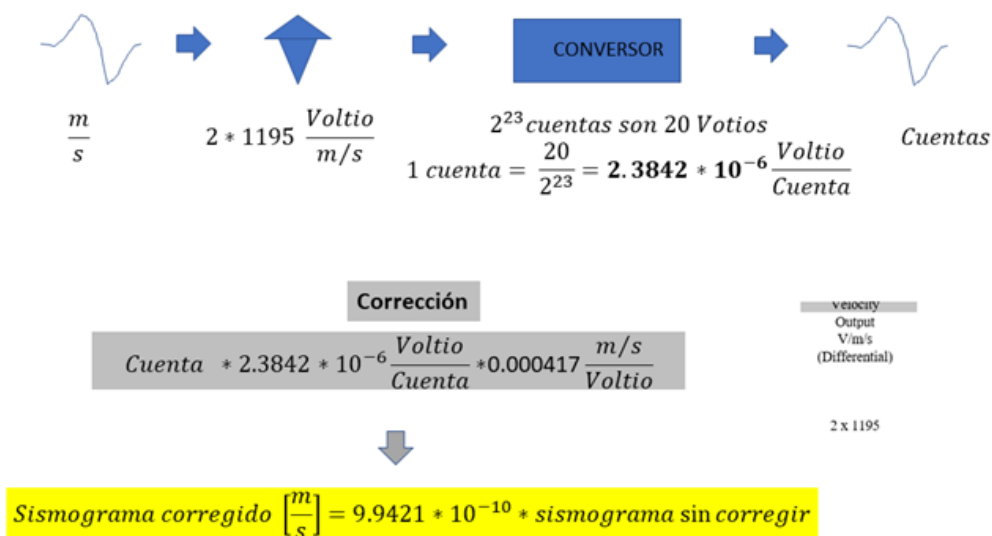 CONVERSOR
m/s
2 * 1195 Voltio/m/s
2^23 cuentas son 20 Votios
1 cuenta = 20/2^23 = 2.3842 * 10^−6 Voltio/Cuenta
Cuentas
Corrección
Cuenta * 2.3842 * 10^−6 Voltio/Cuenta *0.000417 m/s/Voltio
Velocity
Output
V/m/s
(Differential)
2 x 1195
Sismograma corregido [m/s] = 9.9421 * 10^−10 * sismograma sin corregir